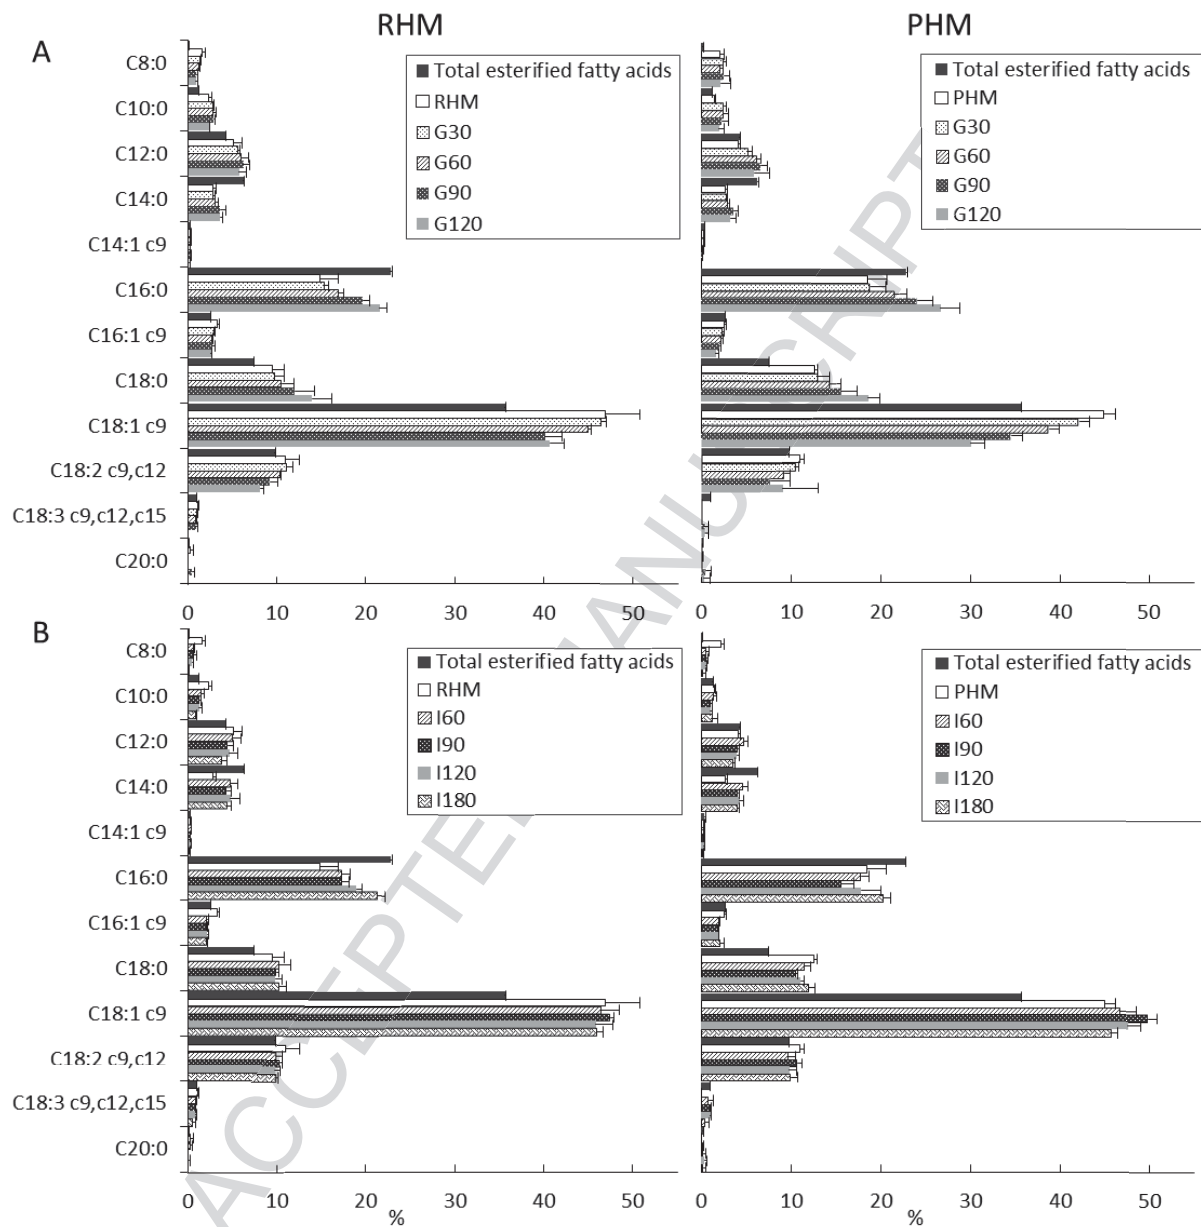 RHM
PHM
A
C8:0
C10:0
C12:0
C14:0
C14:1 c9
C16:0
C16:1 c9
C18:0
C18:1 c9
C18:2 c9,c12
C18:3 c9,c12,c15
C20:0
Total esterified fatty acids
RHM
G30
G60
G90
G120
Total esterified fatty acids
PHM
G30
G60
G90
G120
0 10 20 30 40 50
0 10 20 30 40 50
B
C8:0
C10:0
C12:0
C14:0
C14:1 c9
C16:0
C16:1 c9
C18:0
C18:1 c9
C18:2 c9,c12
C18:3 c9,c12,c15
C20:0
Total esterified fatty acids
RHM
I60
I90
I120
I180
Total esterified fatty acids
PHM
I60
I90
I120
I180
0 10 20 30 40 50
%
0 10 20 30 40 50
%
ACCEPTED MANUSCRIPT